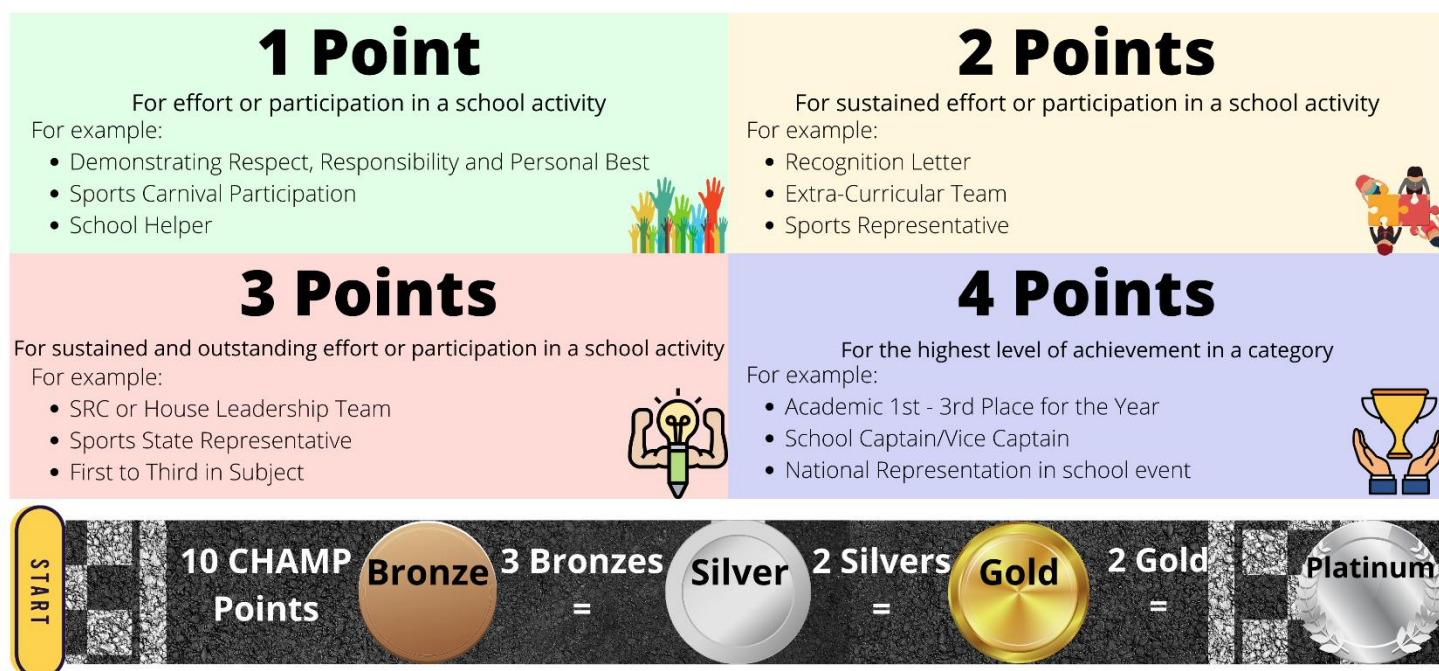 1 Point
For effort or participation in a school activity
For example:
• Demonstrating Respect, Responsibility and Personal Best
• Sports Carnival Participation
• School Helper
2 Points
For sustained effort or participation in a school activity
For example:
• Recognition Letter
• Extra-Curricular Team
• Sports Representative
3 Points
For sustained and outstanding effort or participation in a school activity
For example:
• SRC or House Leadership Team
• Sports State Representative
• First to Third in Subject
4 Points
For the highest level of achievement in a category
For example:
• Academic 1st - 3rd Place for the Year
• School Captain/Vice Captain
• National Representation in school event
START
10 CHAMP
Points
Bronze
3 Bronzes
=
Silver
2 Silvers
=
Gold
2 Gold
=
Platinum